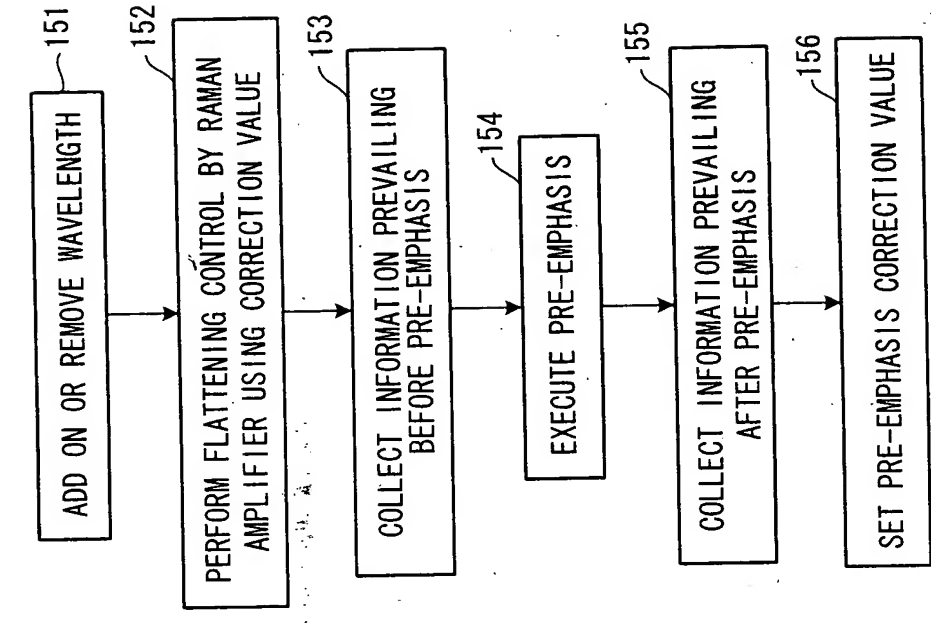 151
ADD ON OR REMOVE WAVELENGTH
152
PERFORM FLATTENING CONTROL BY RAMAN
AMPLIFIER USING CORRECTION VALUE
153
COLLECT INFORMATION PREVAILING
BEFORE PRE-EMPHASIS
154
EXECUTE PRE-EMPHASIS
155
COLLECT INFORMATION PREVAILING
AFTER PRE-EMPHASIS
156
SET PRE-EMPHASIS CORRECTION VALUE